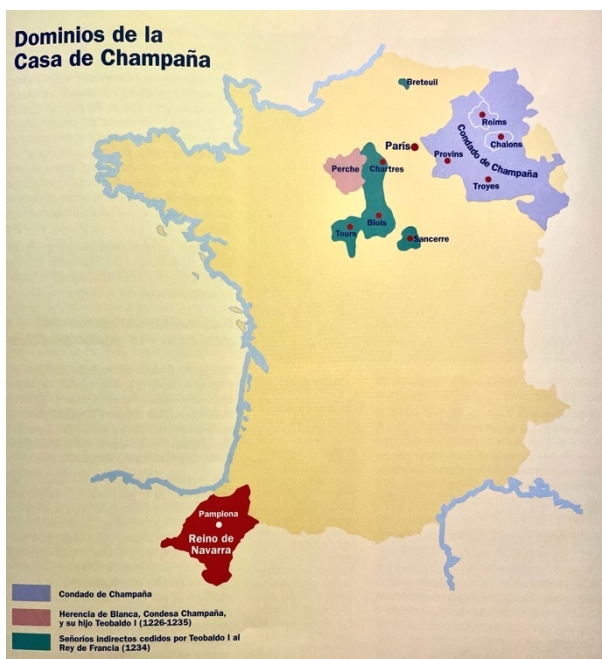 Dominios de la
Casa de Champaña
Breteuil
Reims
Chalons
París
Provins
Condado de Champaña
Perche
Chartres
Troyes
Blois
Tours
Sancerre
Pamplona
Reino de
Navarra
Condado de Champaña
Herencia de Blanca, Condesa Champaña,
y su hijo Teobaldo I (1226-1235)
Señoríos indirectos cedidos por Teobaldo I al
Rey de Francia (1234)